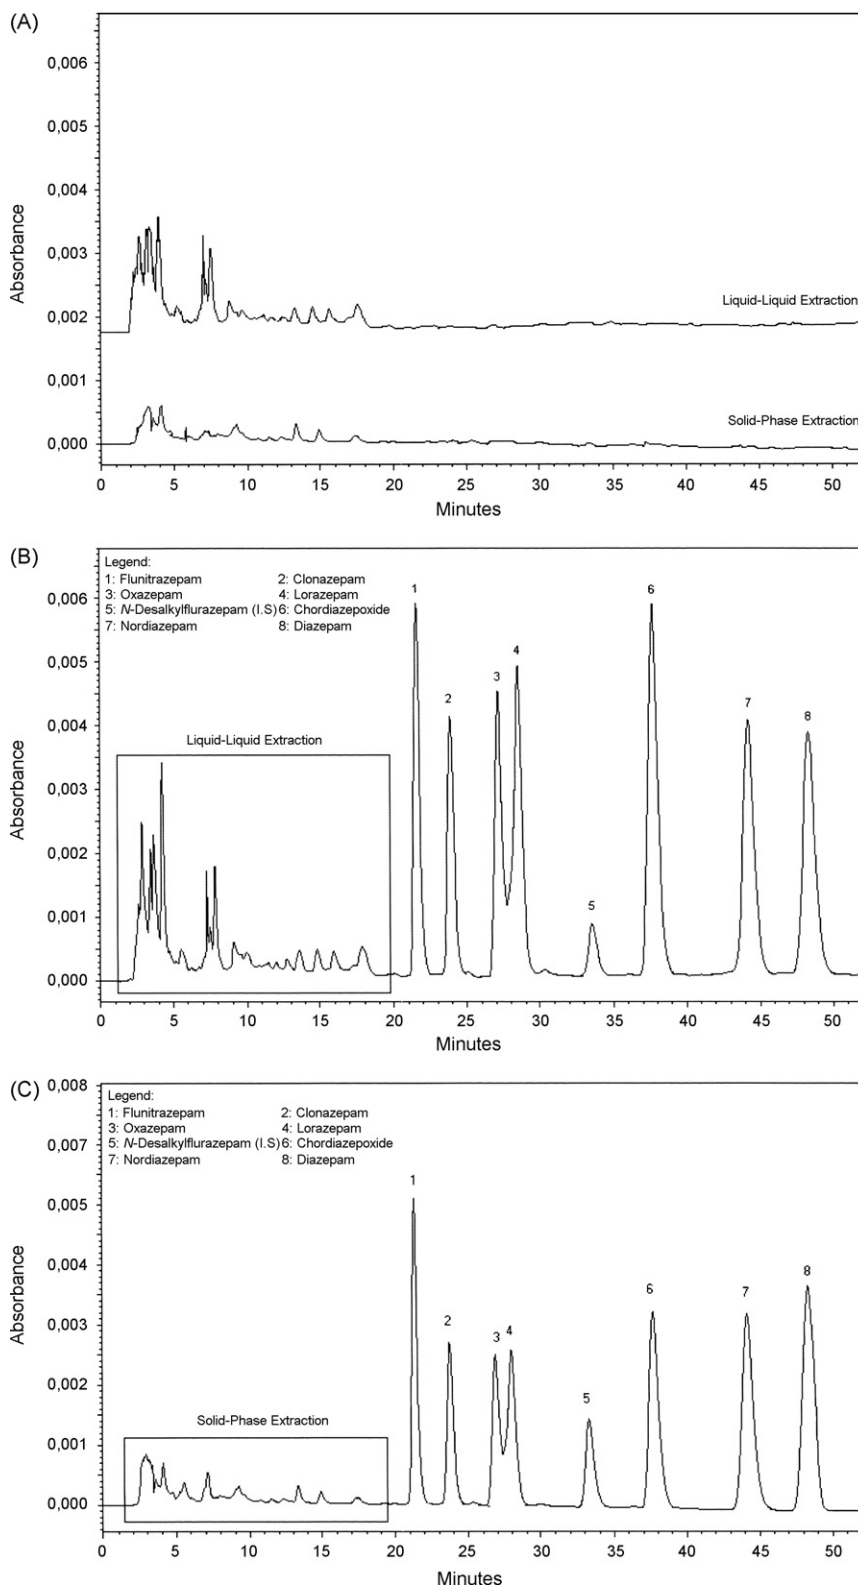 (A)
0,006
0,005
0,004
0,003
0,002
0,001
0,000
Absorbance
Liquid-Liquid Extraction
Solid-Phase Extraction
0 5 10 15 20 25 30 35 40 45 50
Minutes
(B)
Legend:
1: Flunitrazepam 2: Clonazepam
3: Oxazepam 4: Lorazepam
5: N-Desalkylflurazepam (I.S) 6: Chordiazepoxide
7: Nordiazepam 8: Diazepam
0,006
0,005
0,004
0,003
0,002
0,001
0,000
Absorbance
Liquid-Liquid Extraction
1
2
3
4
5
6
7
8
0 5 10 15 20 25 30 35 40 45 50
Minutes
(C)
Legend:
1: Flunitrazepam 2: Clonazepam
3: Oxazepam 4: Lorazepam
5: N-Desalkylflurazepam (I.S) 6: Chordiazepoxide
7: Nordiazepam 8: Diazepam
0,008
0,007
0,006
0,005
0,004
0,003
0,002
0,001
0,000
Absorbance
Solid-Phase Extraction
1
2
3
4
5
6
7
8
0 5 10 15 20 25 30 35 40 45 50
Minutes